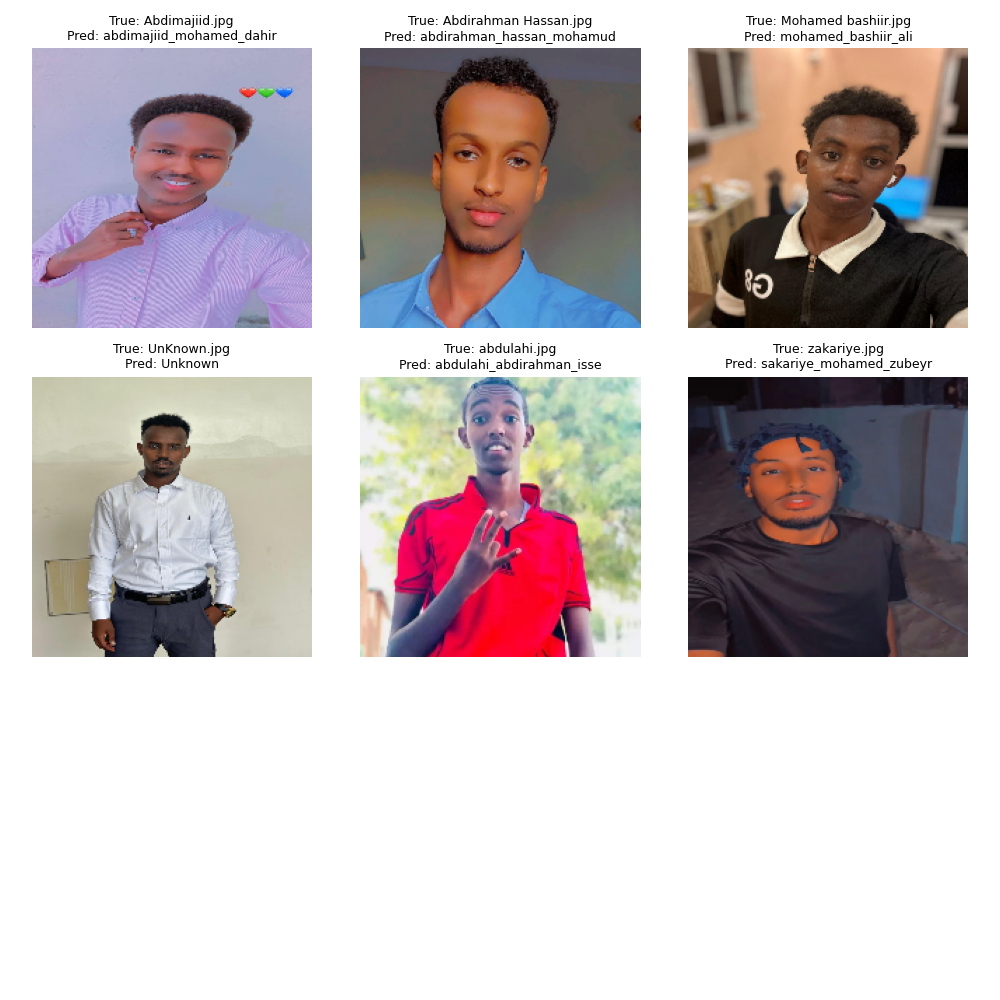 True: Abdimajiid.jpg
Pred: abdimajiid_mohamed_dahir
True: Abdirahman Hassan.jpg
Pred: abdirahman_hassan_mohamud
True: Mohamed bashiir.jpg
Pred: mohamed_bashiir_ali
G8
True: UnKnown.jpg
Pred: Unknown
True: abdulahi.jpg
Pred: abdulahi_abdirahman_isse
True: zakariye.jpg
Pred: sakariye_mohamed_zubeyr